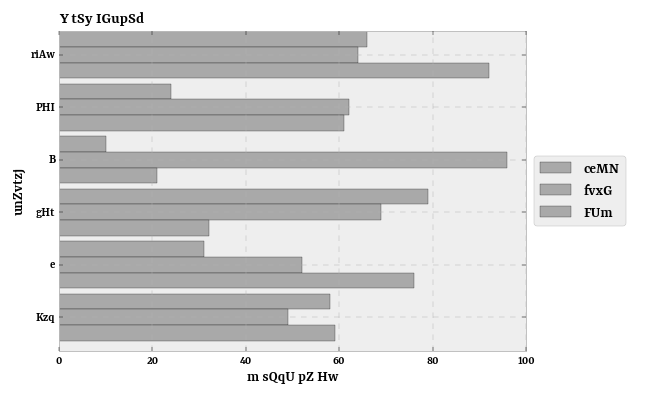 Y tSy IGupSd
unZvtzj
riAw
PHI
B
gHt
e
Kzq
0 20 40 60 80 100
m sQqU pZ Hw
ceMN
fvxG
FUm